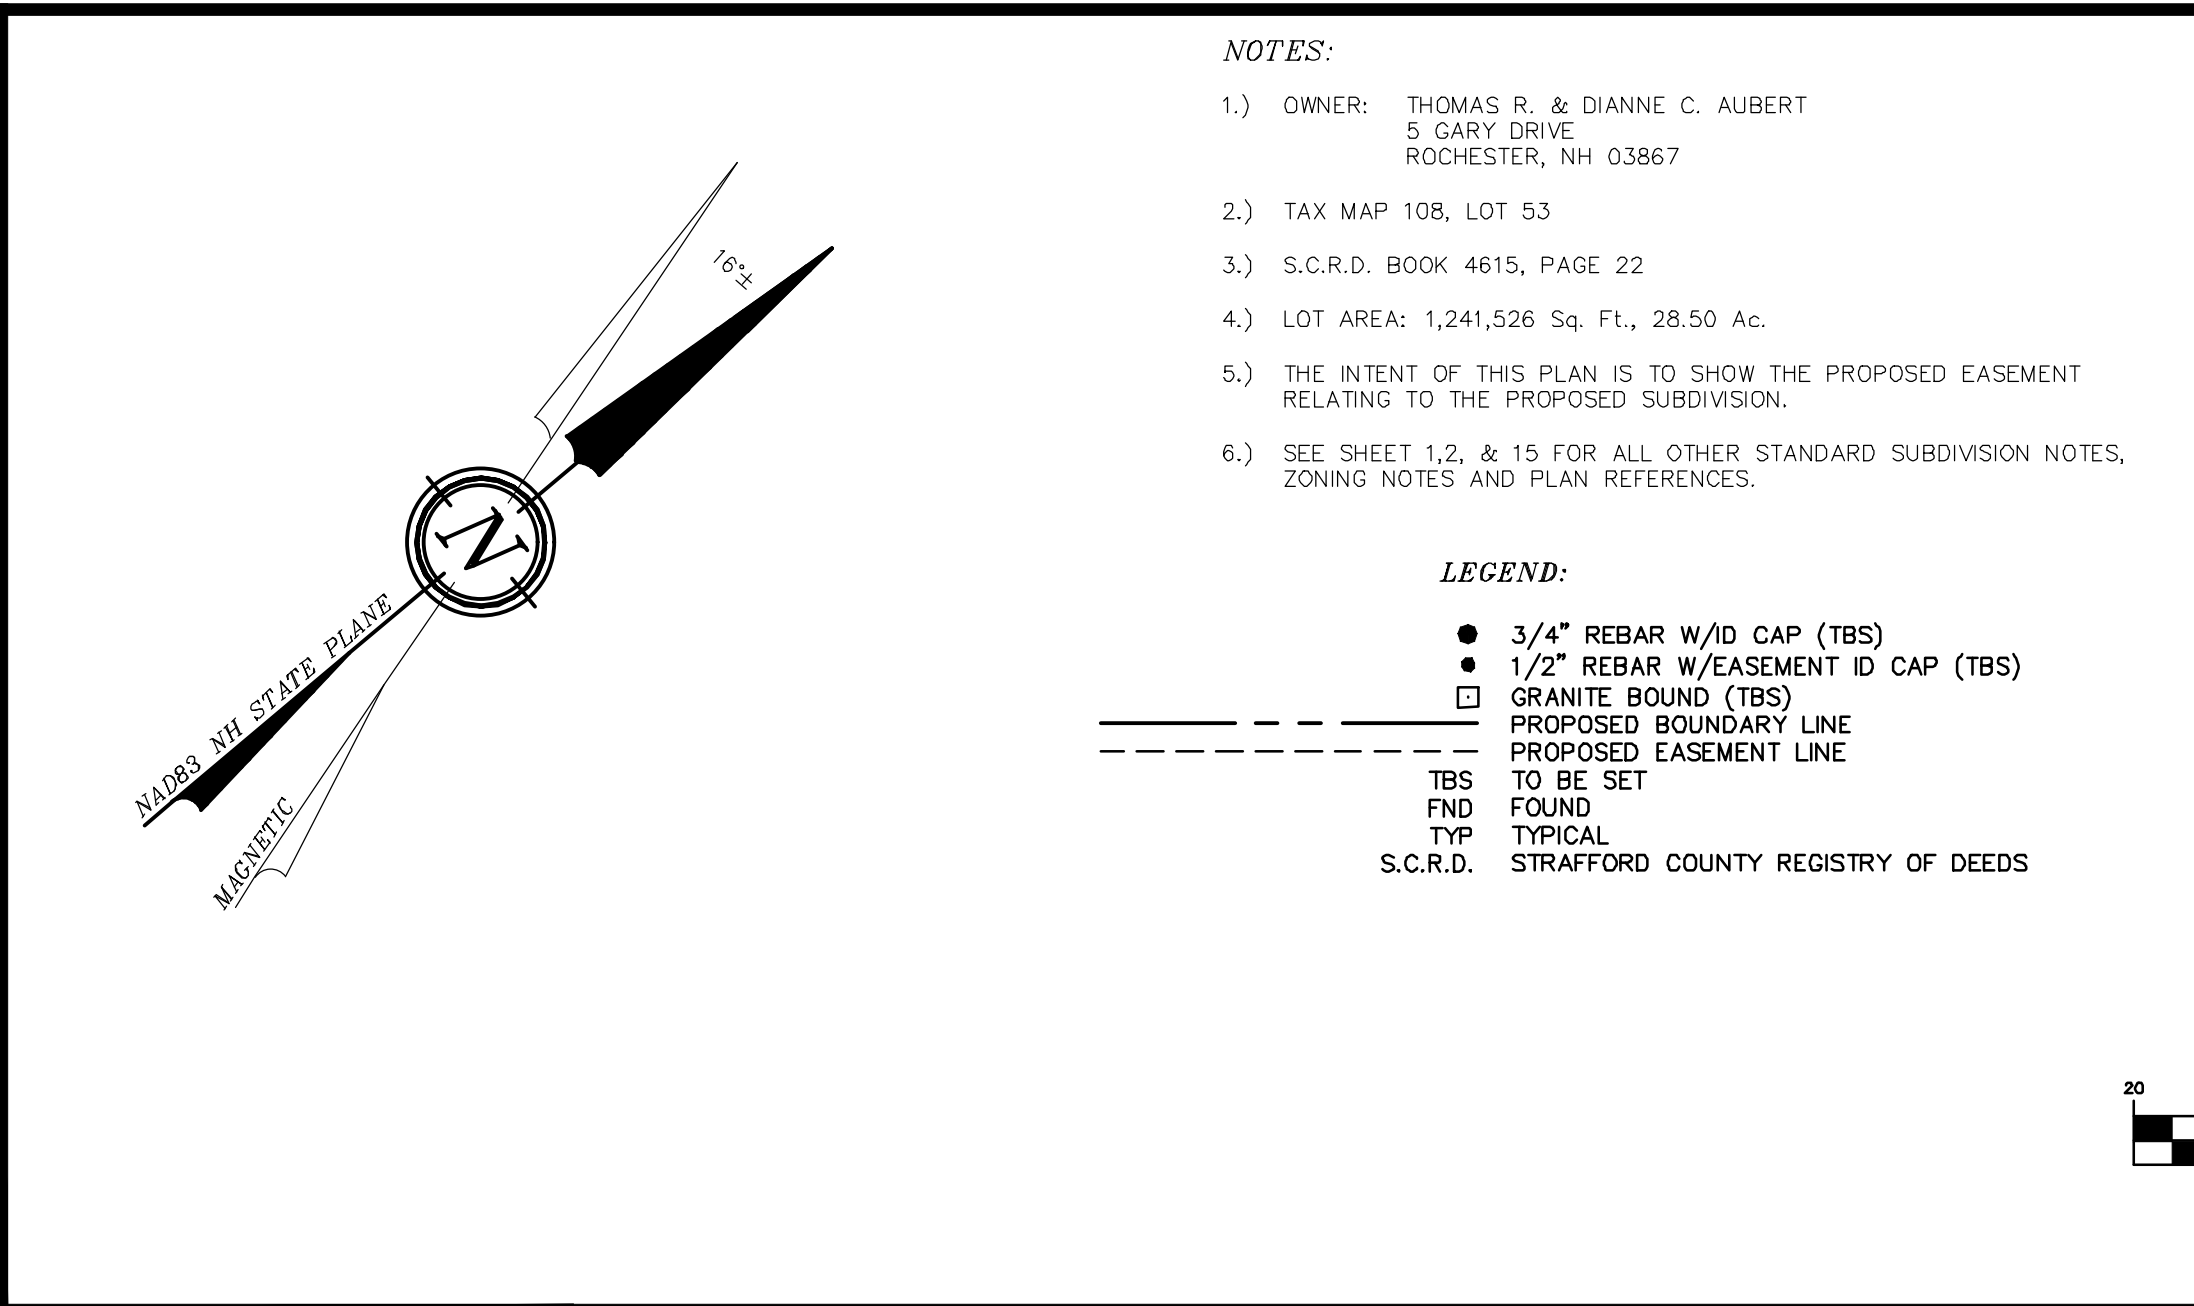 NOTES:
1.) OWNER: THOMAS R. & DIANNE C. AUBERT
5 GARY DRIVE
ROCHESTER, NH 03867
2.) TAX MAP 108, LOT 53
3.) S.C.R.D. BOOK 4615, PAGE 22
4.) LOT AREA: 1,241,526 Sq. Ft., 28.50 Ac.
5.) THE INTENT OF THIS PLAN IS TO SHOW THE PROPOSED EASEMENT
RELATING TO THE PROPOSED SUBDIVISION.
6.) SEE SHEET 1,2, & 15 FOR ALL OTHER STANDARD SUBDIVISION NOTES,
ZONING NOTES AND PLAN REFERENCES.
16°±
N
NAD83 NH STATE PLANE
MAGNETIC
LEGEND:
3/4" REBAR W/ID CAP (TBS)
1/2" REBAR W/EASEMENT ID CAP (TBS)
GRANITE BOUND (TBS)
PROPOSED BOUNDARY LINE
PROPOSED EASEMENT LINE
TBS TO BE SET
FND FOUND
TYP TYPICAL
S.C.R.D. STRAFFORD COUNTY REGISTRY OF DEEDS
20